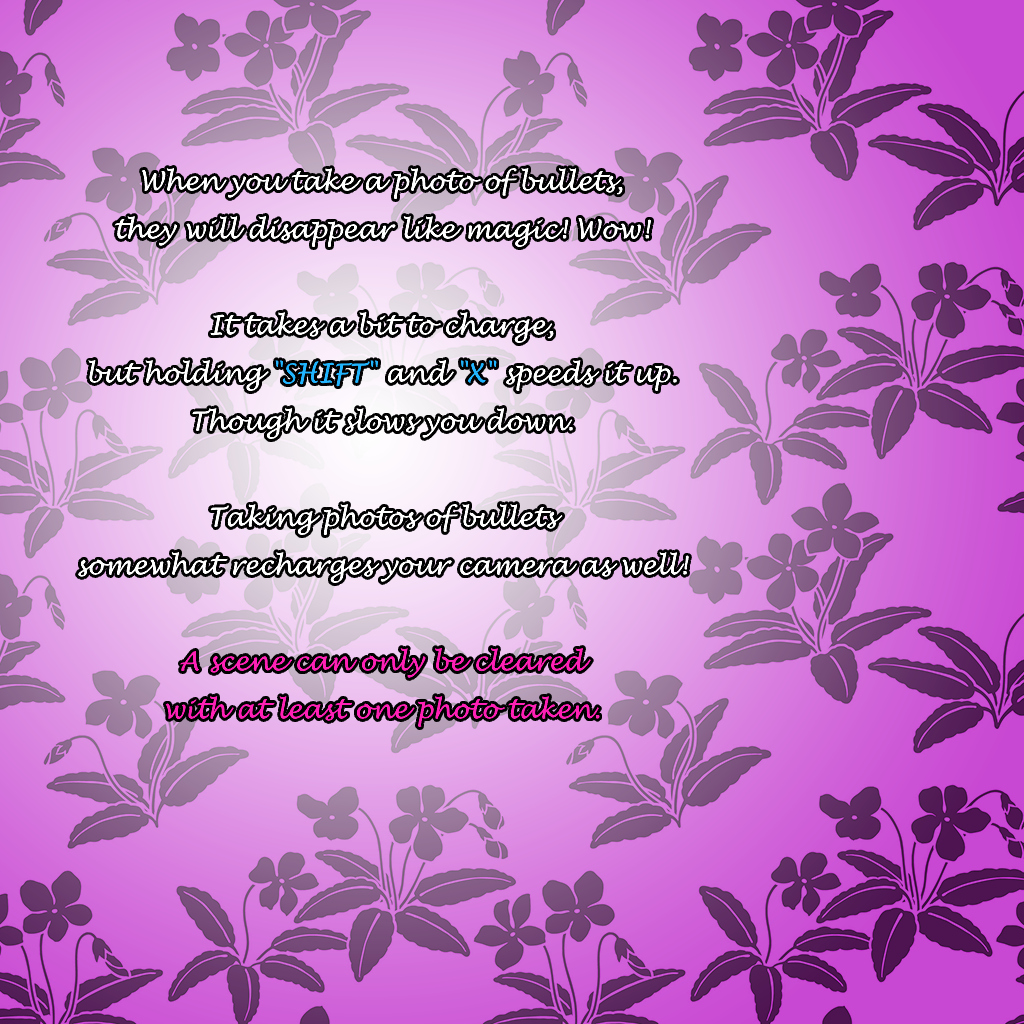 When you take a photo of bullets,
they will disappear like magic! Wow!
It takes a bit to charge,
but holding "SHIFT" and "X" speeds it up.
Though it slows you down.
Taking photos of bullets
somewhat recharges your camera as well!
A scene can only be cleared
with at least one photo taken.